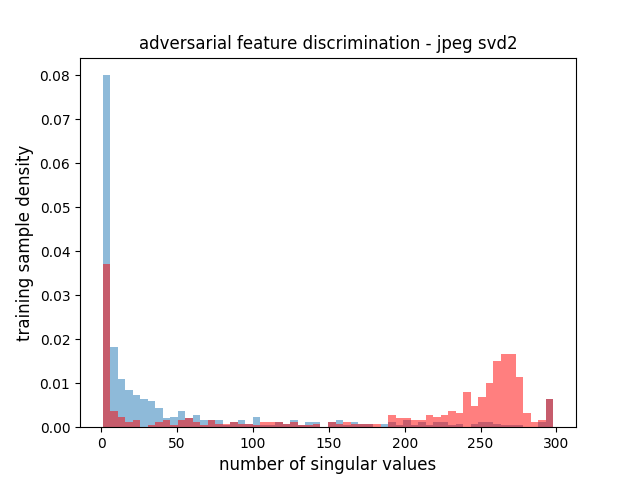 adversarial feature discrimination - jpeg svd2
0.08
0.07
0.06
0.05
0.04
0.03
0.02
0.01
0.00
training sample density
0 50 100 150 200 250 300
number of singular values